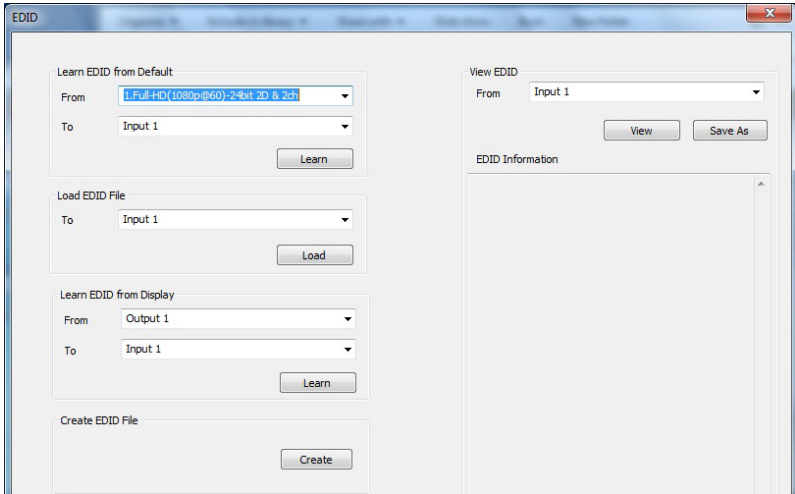 EDID
Learn EDID from Default
From 1.Full-HD(1080p@60)-24bit 2D & 2ch
To Input 1
Learn
Load EDID File
To Input 1
Load
Learn EDID from Display
From Output 1
To Input 1
Learn
Create EDID File
Create
View EDID
From Input 1
View Save As
EDID Information